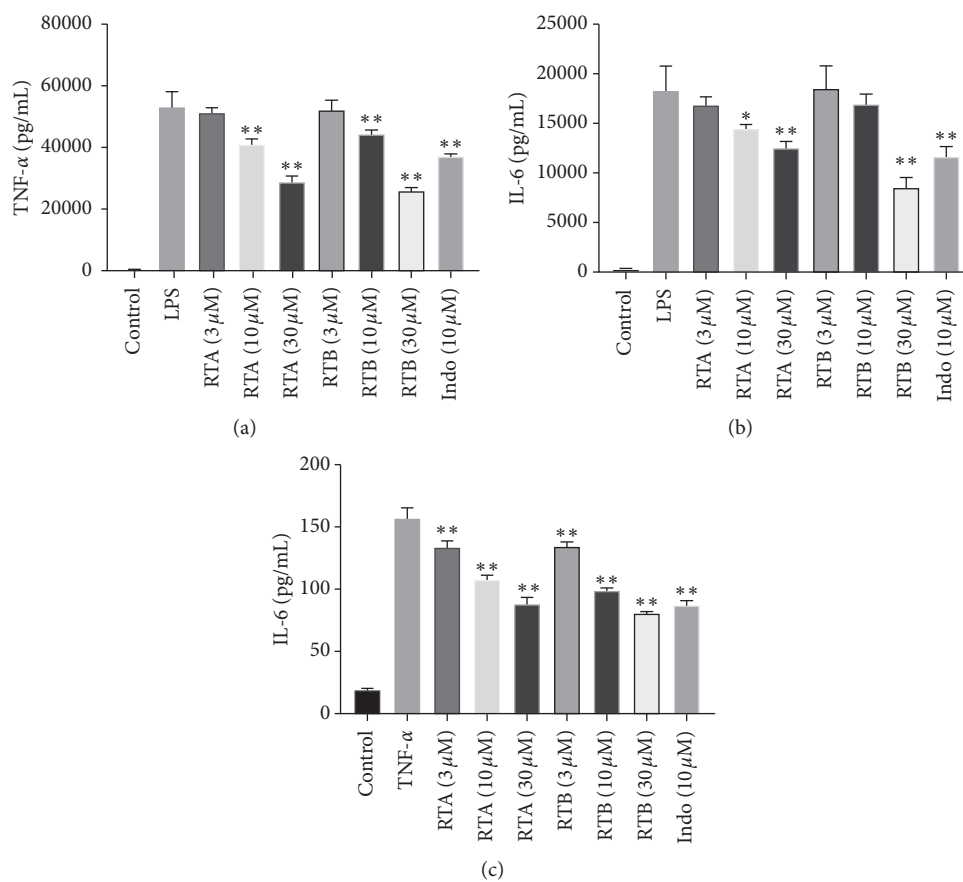 80000
60000
40000
20000
0
TNF-α (pg/mL)
**
**
**
**
**
Control
LPS
RTA (3 μM)
RTA (10 μM)
RTA (30 μM)
RTB (3 μM)
RTB (10 μM)
RTB (30 μM)
Indo (10 μM)
(a)
25000
20000
15000
10000
5000
0
IL-6 (pg/mL)
*
**
**
**
Control
LPS
RTA (3 μM)
RTA (10 μM)
RTA (30 μM)
RTB (3 μM)
RTB (10 μM)
RTB (30 μM)
Indo (10 μM)
(b)
200
150
100
50
0
IL-6 (pg/mL)
**
**
**
**
**
**
**
Control
TNF-α
RTA (3 μM)
RTA (10 μM)
RTA (30 μM)
RTB (3 μM)
RTB (10 μM)
RTB (30 μM)
Indo (10 μM)
(c)